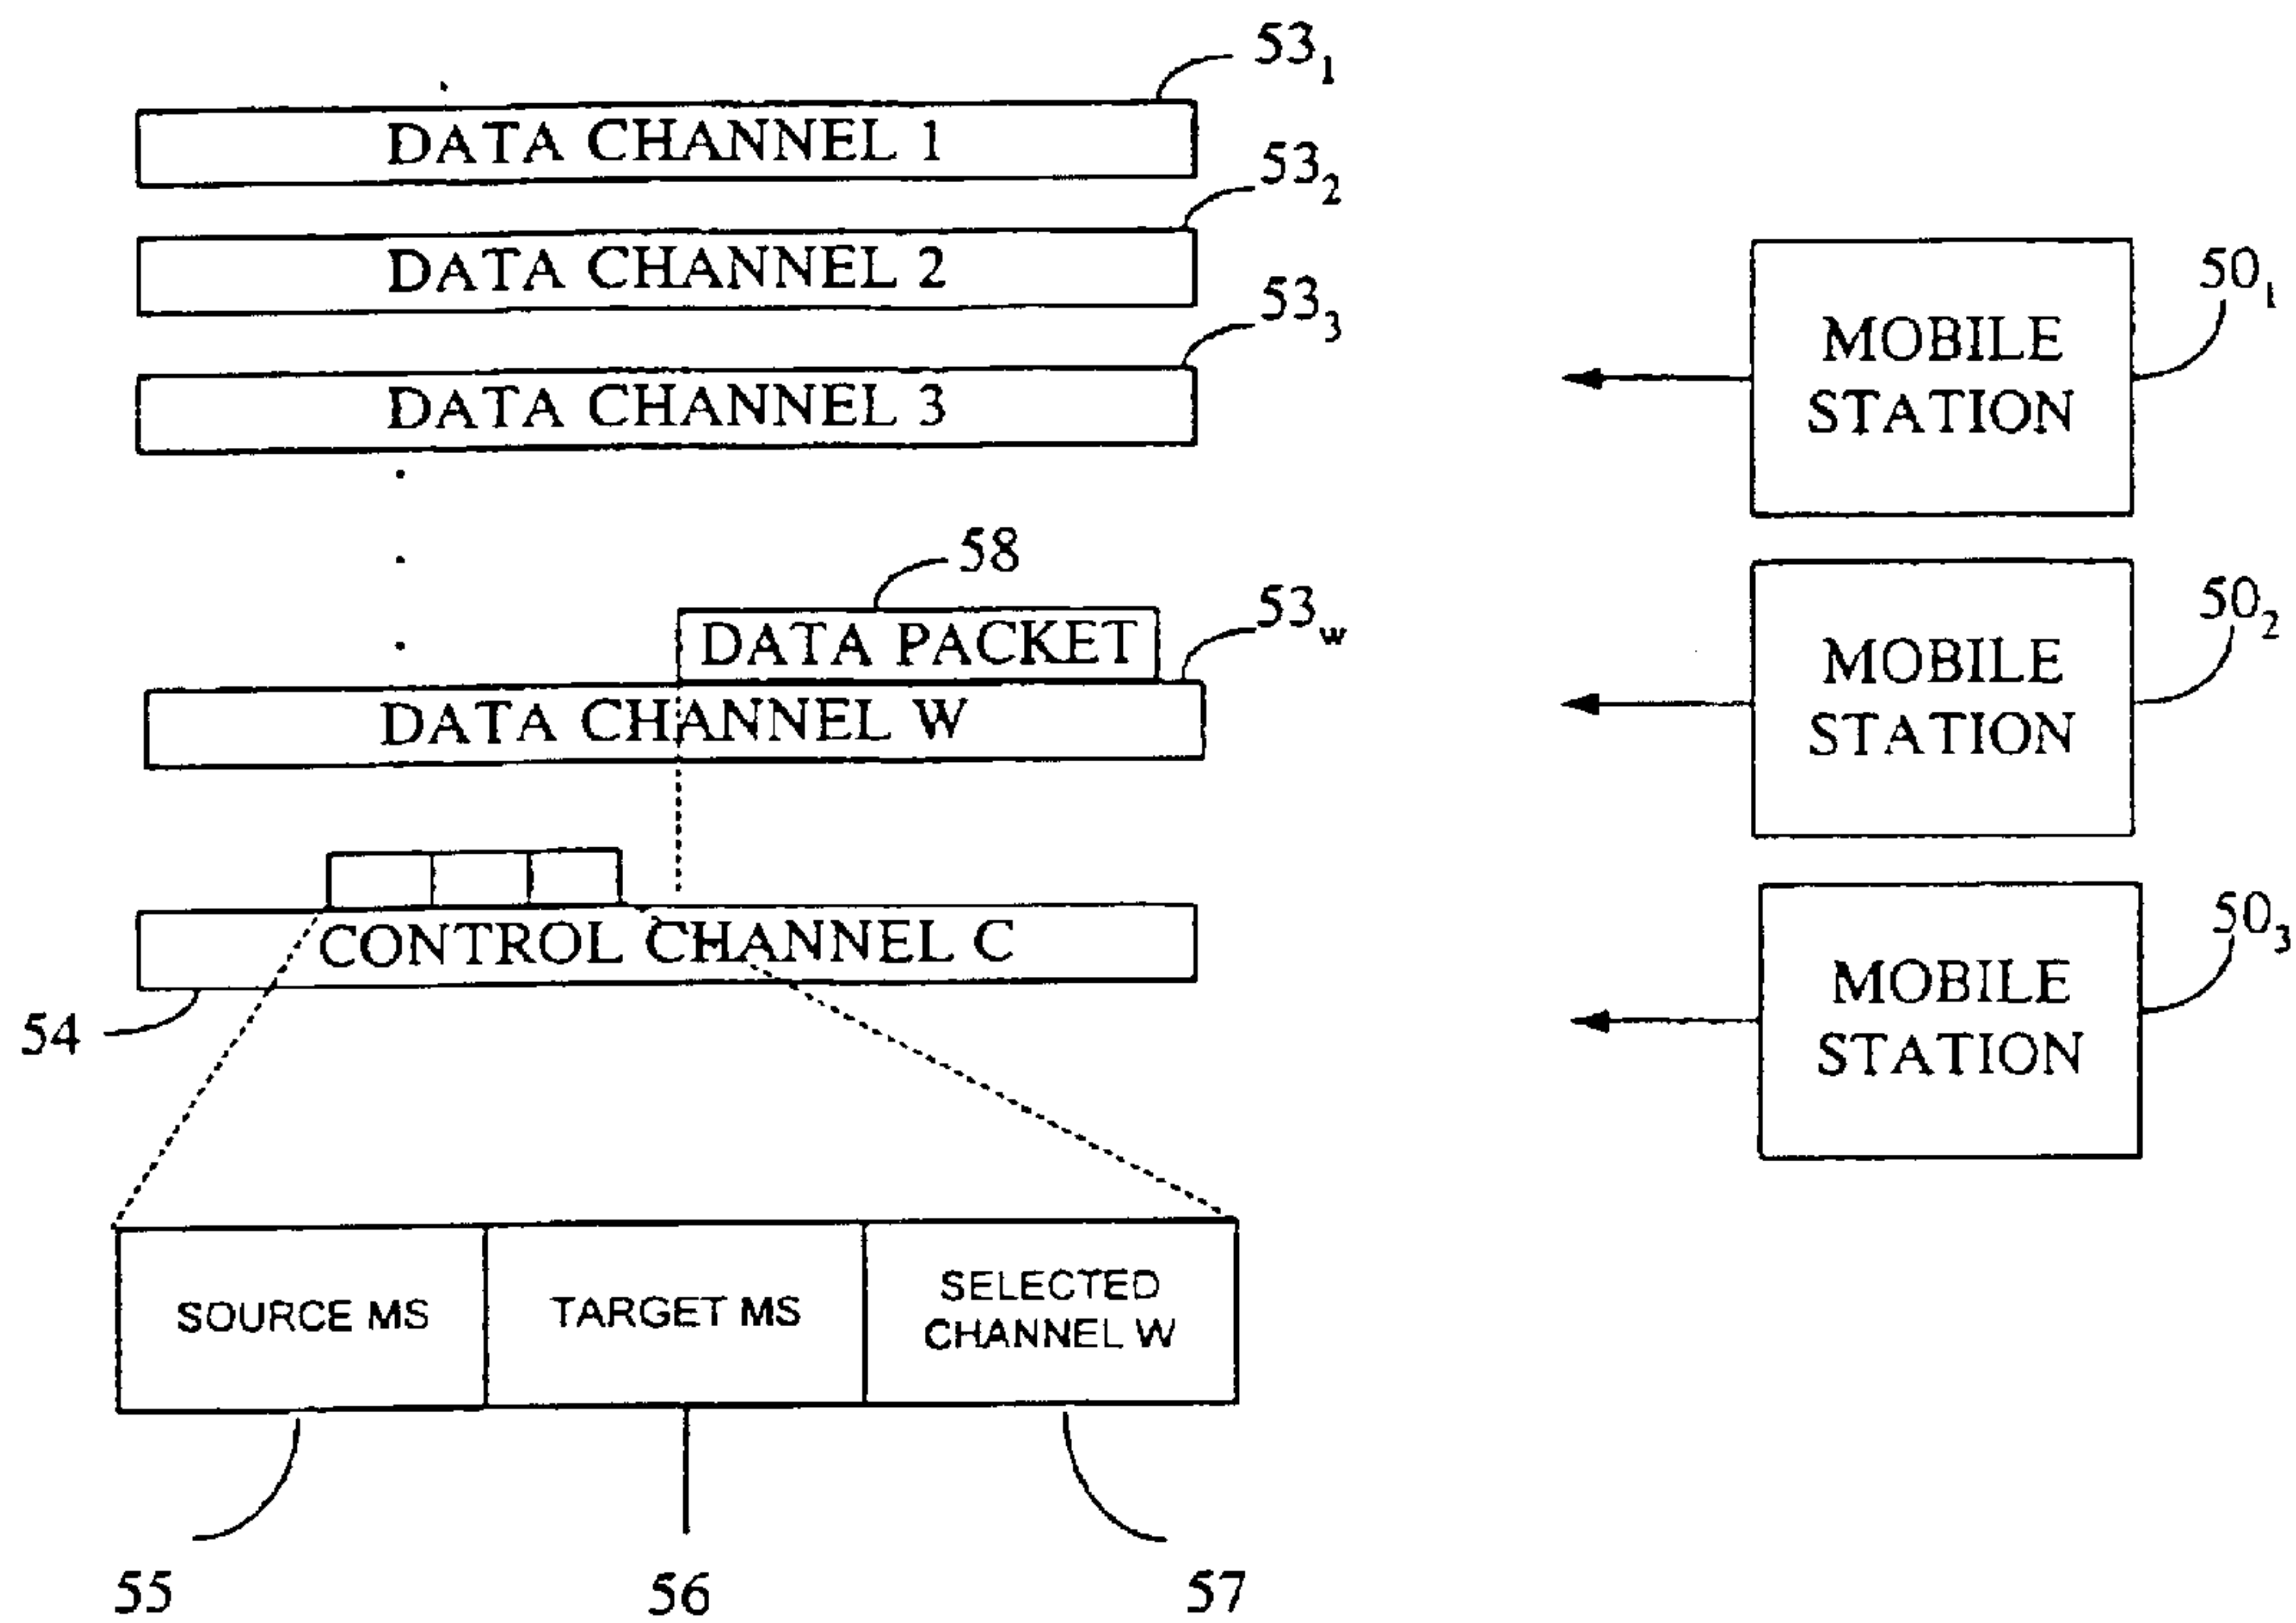 53₁
DATA CHANNEL 1
53₂
DATA CHANNEL 2
53₃
DATA CHANNEL 3
58
DATA PACKET
53w
DATA CHANNEL W
CONTROL CHANNEL C
54
SOURCE MS
TARGET MS
SELECTED
CHANNEL W
55
56
57
MOBILE
STATION
50₁
MOBILE
STATION
50₂
MOBILE
STATION
50₃